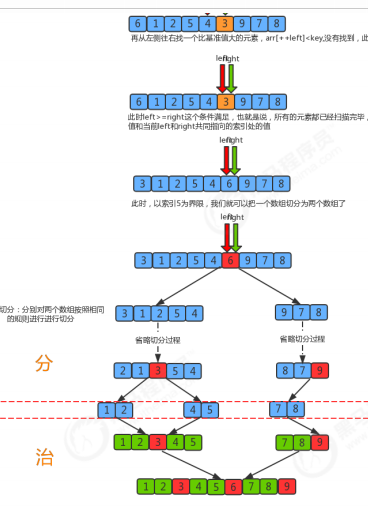 6 1 2 5 4 3 9 7 8
再从左侧往右找一个比基准值大的元素，arr[++left]<key,没有找到，此
left right
6 1 2 5 4 3 9 7 8
此时left>=right这个条件满足，也就是说，所有的元素都已经扫描完毕，
值和当前left和right共同指向的索引处的值
left right
3 1 2 5 4 6 9 7 8
此时，以索引5为界限，我们就可以把一个数组切分为两个数组了
left right
3 1 2 5 4 6 9 7 8
切分：分别对两个数组按照相同
的规则进行进行切分
3 1 2 5 4
9 7 8
省略切分过程
省略切分过程
分
2 1 3 5 4
8 7 9
1 2
4 5
7 8
治
1 2 3 4 5
7 8 9
1 2 3 4 5 6 7 8 9